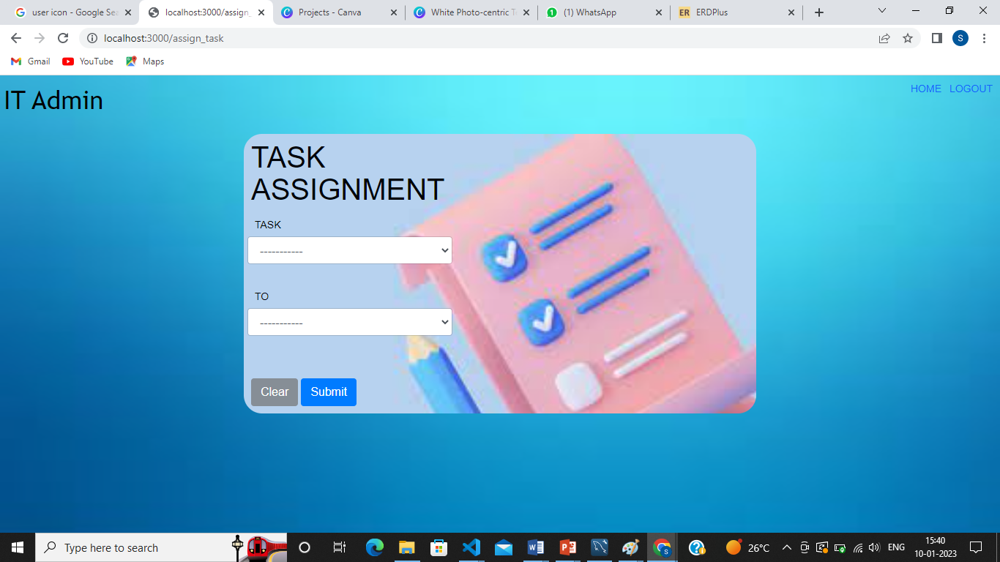 user icon - Google Sea
localhost:3000/assign_
Projects - Canva
White Photo-centric T
(1) WhatsApp
ER ERDPlus
localhost:3000/assign_task
S
Gmail
YouTube
Maps
IT Admin
HOME LOGOUT
TASK
ASSIGNMENT
TASK
-----------
TO
-----------
Clear
Submit
Type here to search
26°C
ENG
15:40
10-01-2023